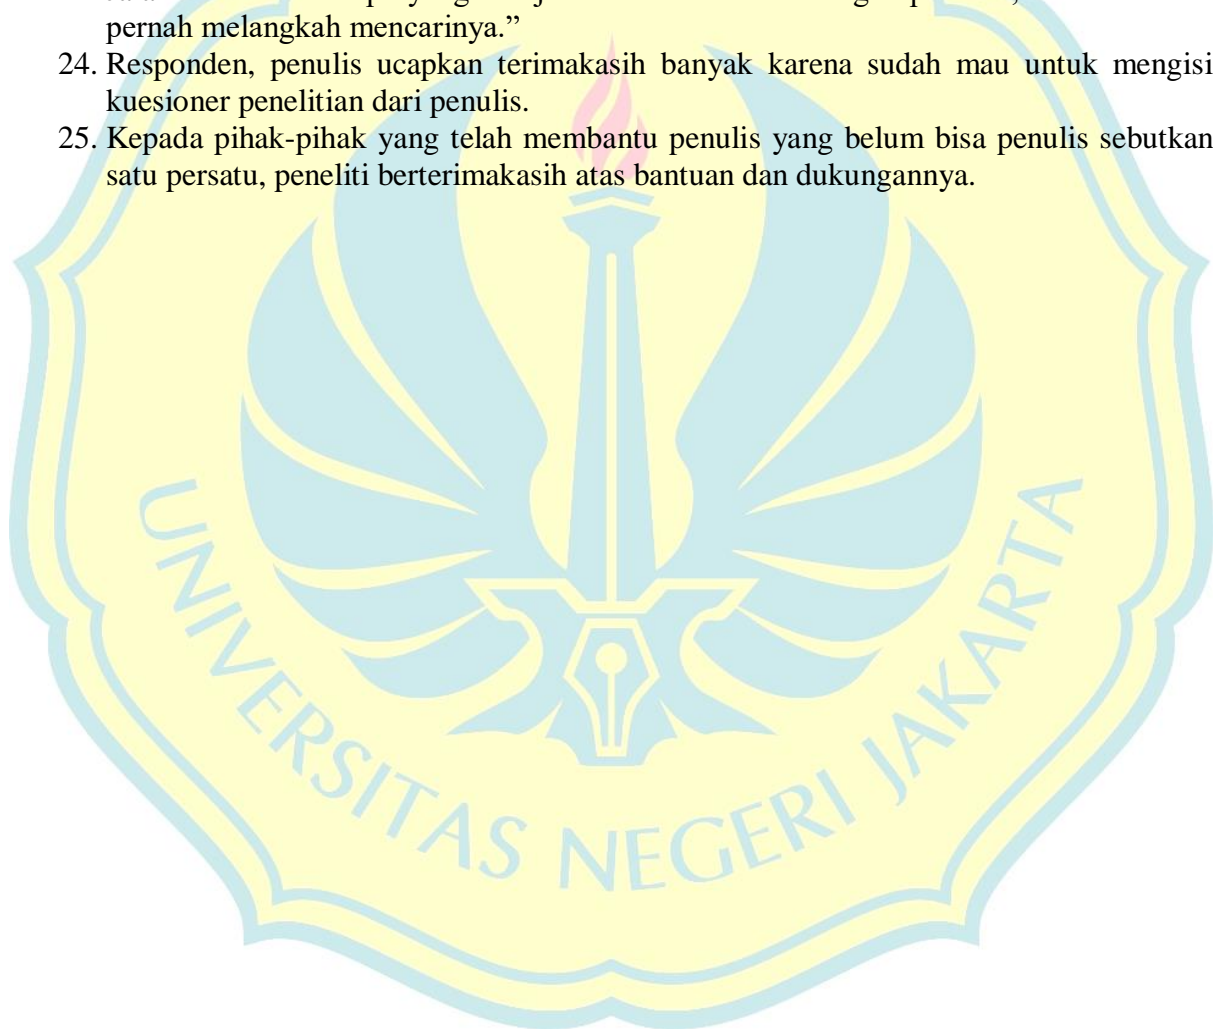 pernah melangkah mencarinya.”
24. Responden, penulis ucapkan terimakasih banyak karena sudah mau untuk mengisi
kuesioner penelitian dari penulis.
25. Kepada pihak-pihak yang telah membantu penulis yang belum bisa penulis sebutkan
satu persatu, peneliti berterimakasih atas bantuan dan dukungannya.
UNIVERSITAS NEGERI JAKARTA